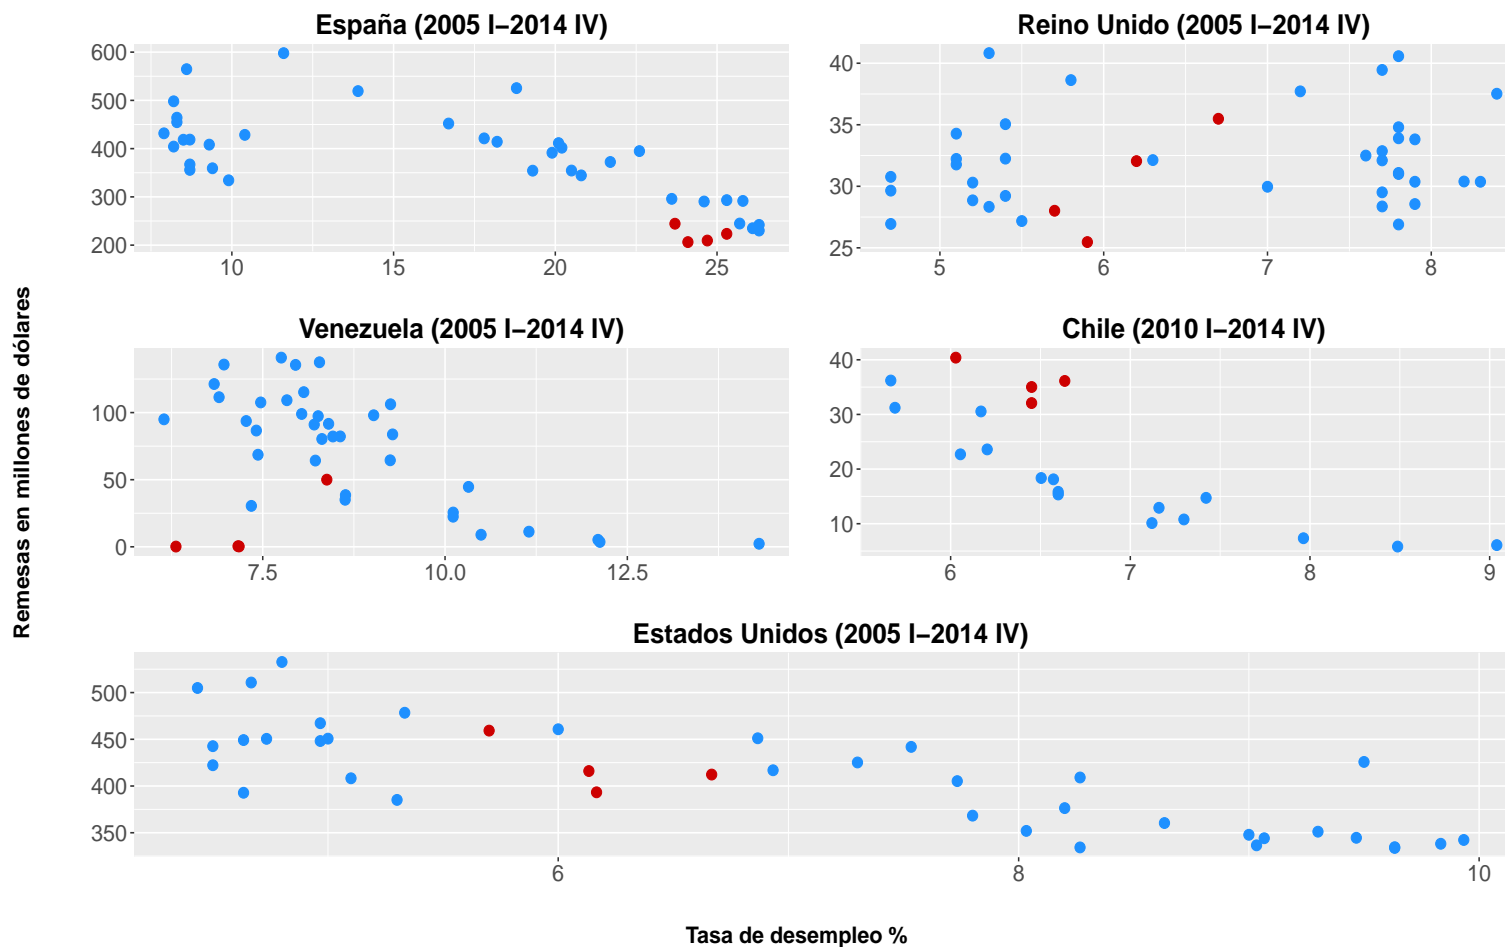 España (2005 I−2014 IV)
600
500
400
300
200
10 15 20 25
Reino Unido (2005 I−2014 IV)
40
35
30
25
5 6 7 8
Remesas en millones de dólares
Venezuela (2005 I−2014 IV)
100
50
0
7.5 10.0 12.5
Chile (2010 I−2014 IV)
40
30
20
10
6 7 8 9
Estados Unidos (2005 I−2014 IV)
500
450
400
350
6 8 10
Tasa de desempleo %